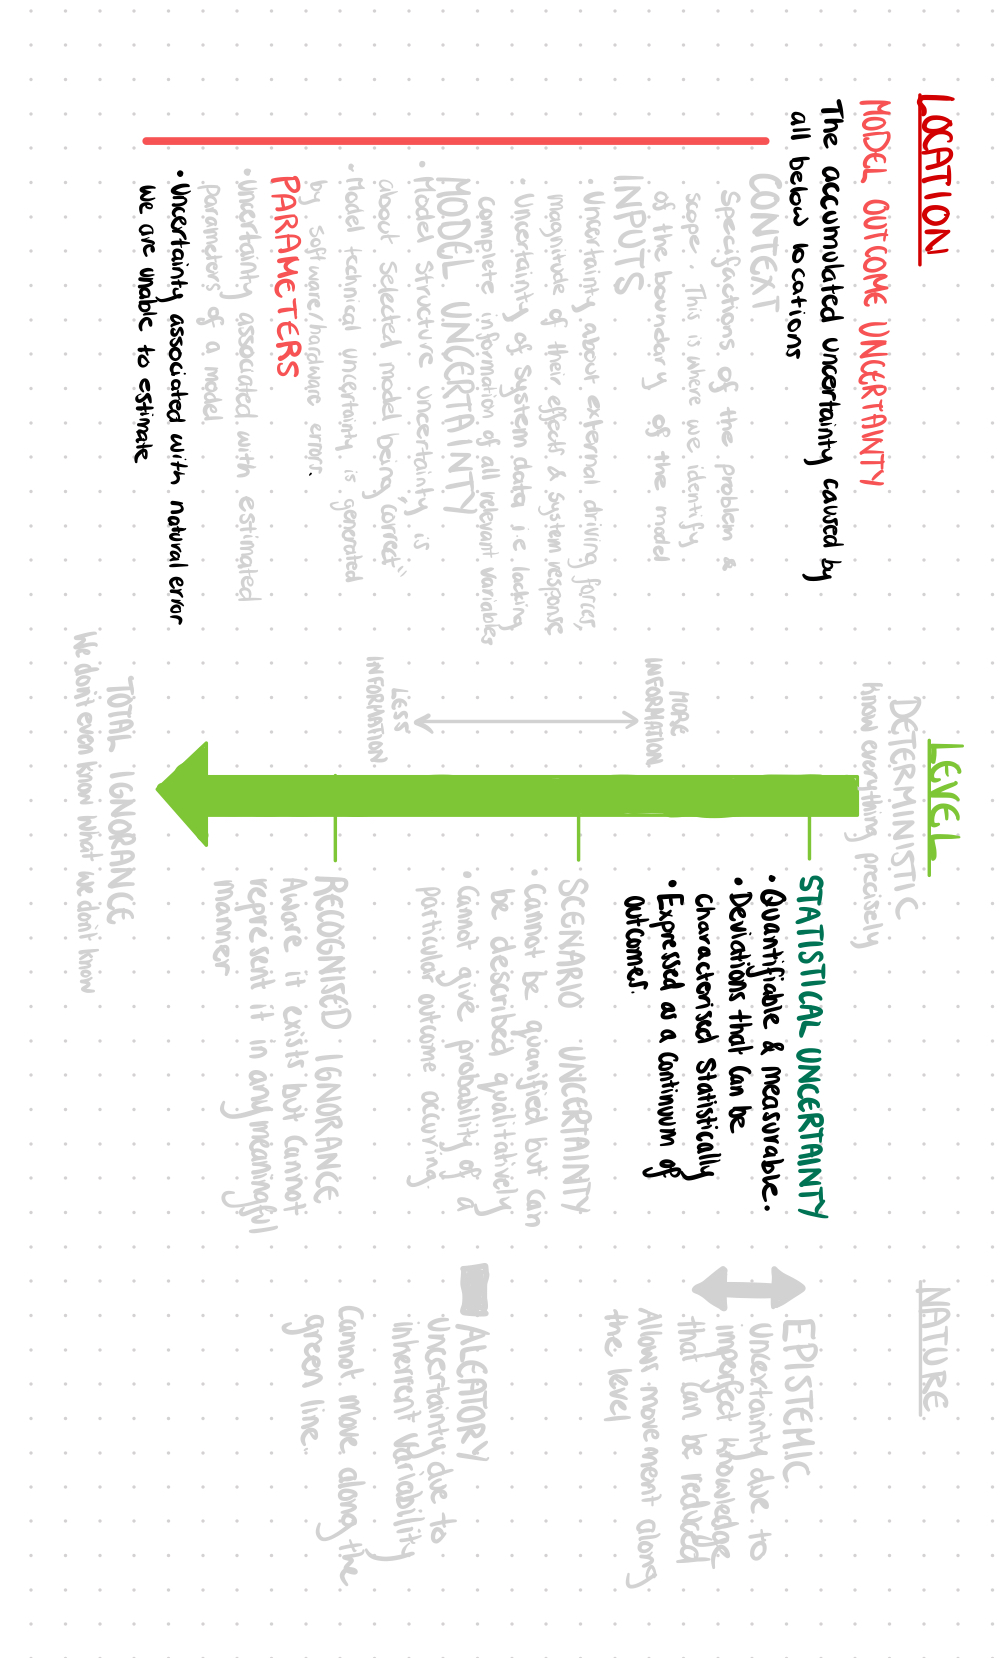 LOCATION
MODEL OUTCOME UNCERTAINTY
The accumulated uncertainty caused by
all below locations
CONTEXT
Specifactions of the problem &
scope. This is where we identify
of the boundary of the model
INPUTS
• Uncertainty about external driving forces,
magnitude of their effects & system response
• Uncertainty of system data i.e. lacking
complete information of all relevant variables
MODEL UNCERTAINTY
• Model structure uncertainty is
about selected model being "correct"
• Model technical uncertainty is generated
by software/hardware errors.
PARAMETERS
• Uncertainty associated with estimated
parameters of a model
• Uncertainty associated with natural error
we are unable to estimate
LEVEL
DETERMINISTIC
Know everything precisely
MORE
INFORMATION
LESS
INFORMATION.
STATISTICAL UNCERTAINTY
• Quantifiable & measurable.
• Deviations that can be
characterised statistically
• Expressed as a continuum of
outcomes.
SCENARIO UNCERTAINTY
• Cannot be quanified but can
be described qualitatively
• Cannot give probability of a
particular outcome occuring.
RECOGNISED IGNORANCE
Aware it exists but cannot
represent it in any meaningful
manner
TOTAL IGNORANCE
We don't even know what we don't know
NATURE
EPISTEMIC
Uncertainty due to
imperfect knowledge
that can be reduced
Allows movement along
the level
ALEATORY
Uncertainty due to
inherrent variability
Cannot move along the
green line.